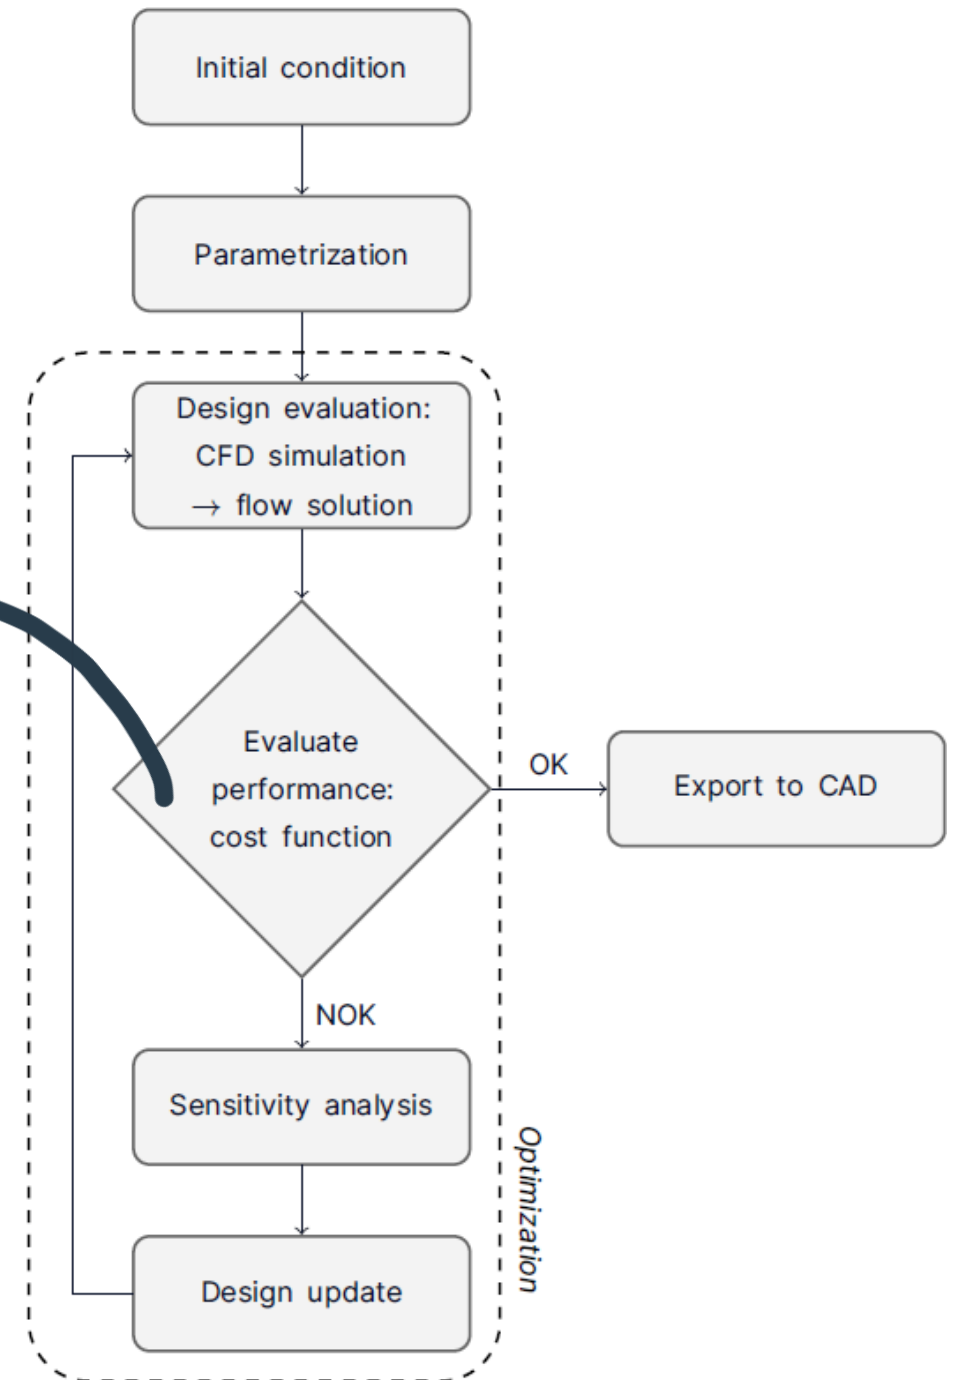 Initial condition
Parametrization
Design evaluation:
CFD simulation
→ flow solution
Evaluate
performance:
cost function
OK
Export to CAD
NOK
Sensitivity analysis
Optimization
Design update